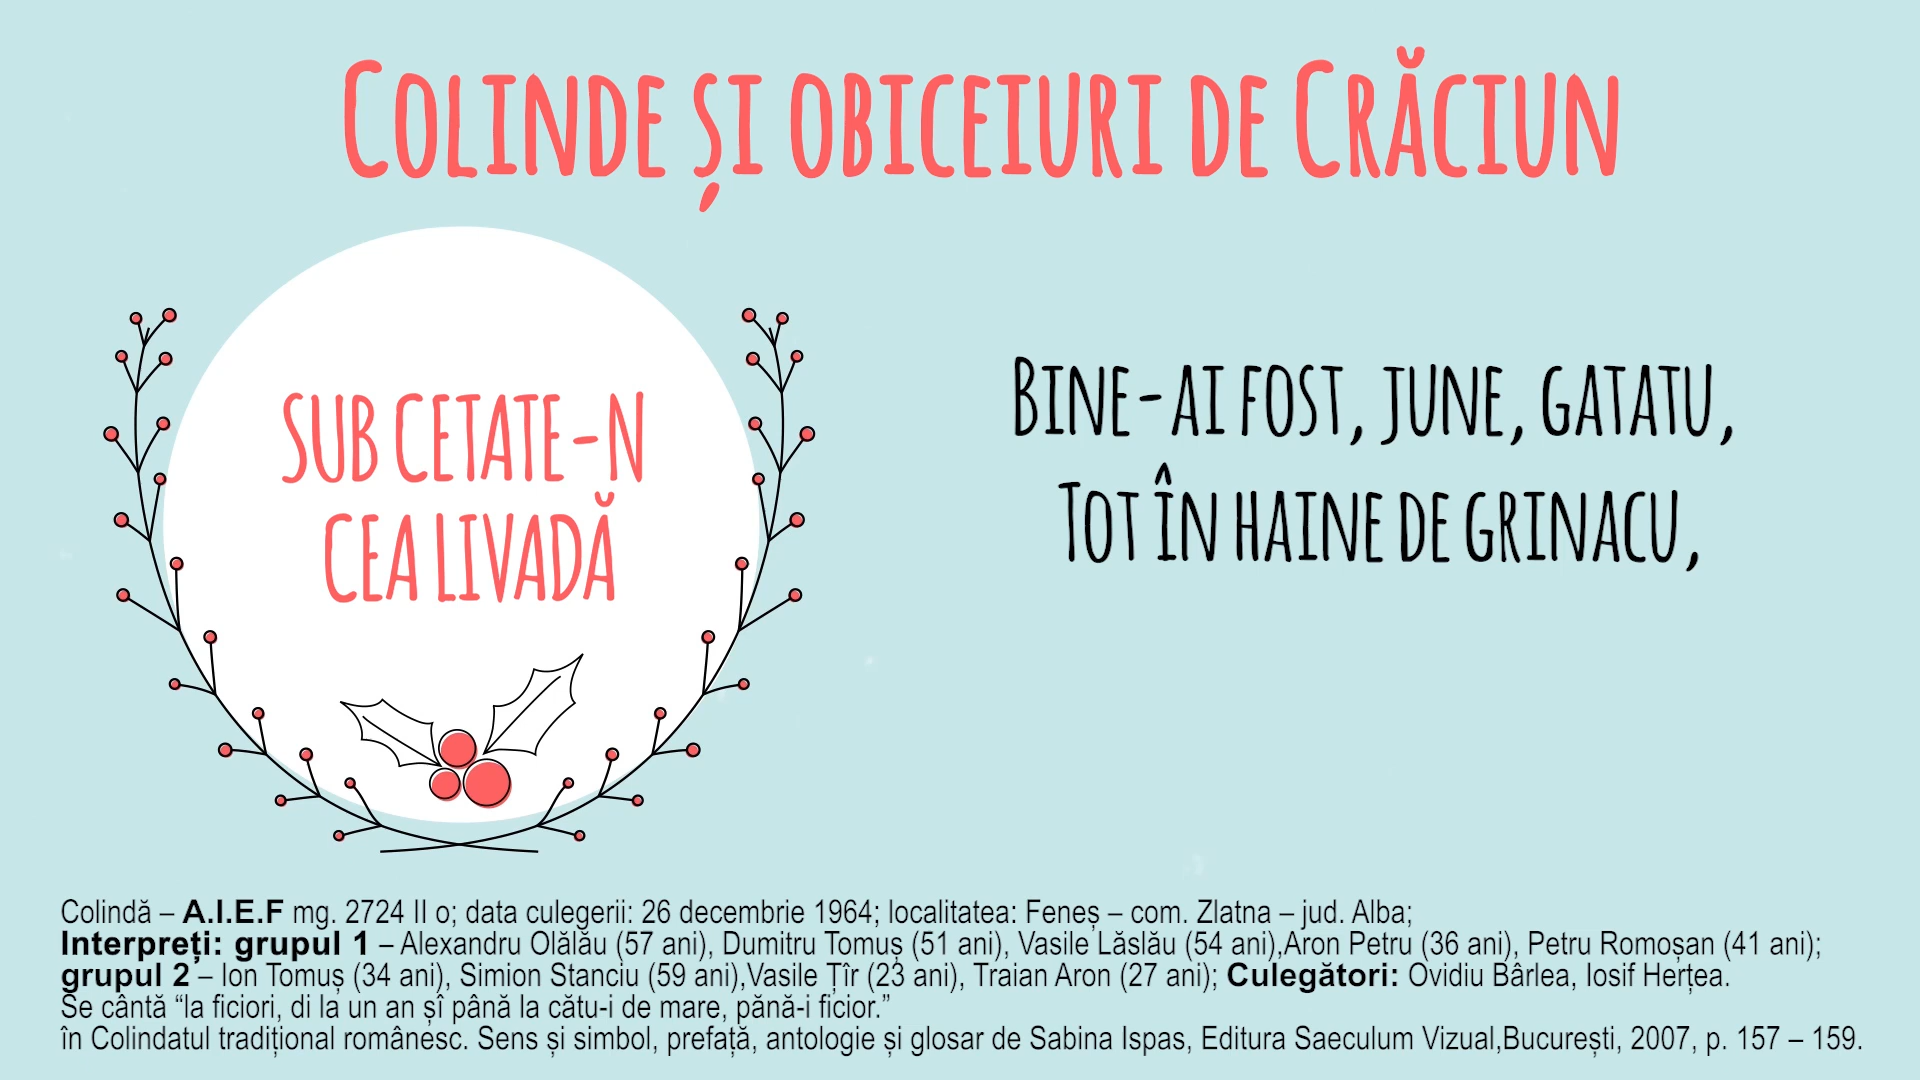 Colinde și obiceiuri de Crăciun
SUB CETATE-N
CEA LIVADĂ
Bine-ai fost, june, gatatu,
Tot în haine de grinacu,
Colindă – A.I.E.F mg. 2724 II o; data culegerii: 26 decembrie 1964; localitatea: Feneș – com. Zlatna – jud. Alba;
Interpreți: grupul 1 – Alexandru Olălău (57 ani), Dumitru Tomuș (51 ani), Vasile Lăslău (54 ani),Aron Petru (36 ani), Petru Romoșan (41 ani);
grupul 2 – Ion Tomuș (34 ani), Simion Stanciu (59 ani),Vasile Țîr (23 ani), Traian Aron (27 ani); Culegători: Ovidiu Bârlea, Iosif Herțea.
Se cântă “la ficiori, di la un an șî până la cătu-i de mare, păna-i ficior.”
în Colindatul tradițional românesc. Sens și simbol, prefață, antologie și glosar de Sabina Ispas, Editura Saeculum Vizual,București, 2007, p. 157 – 159.